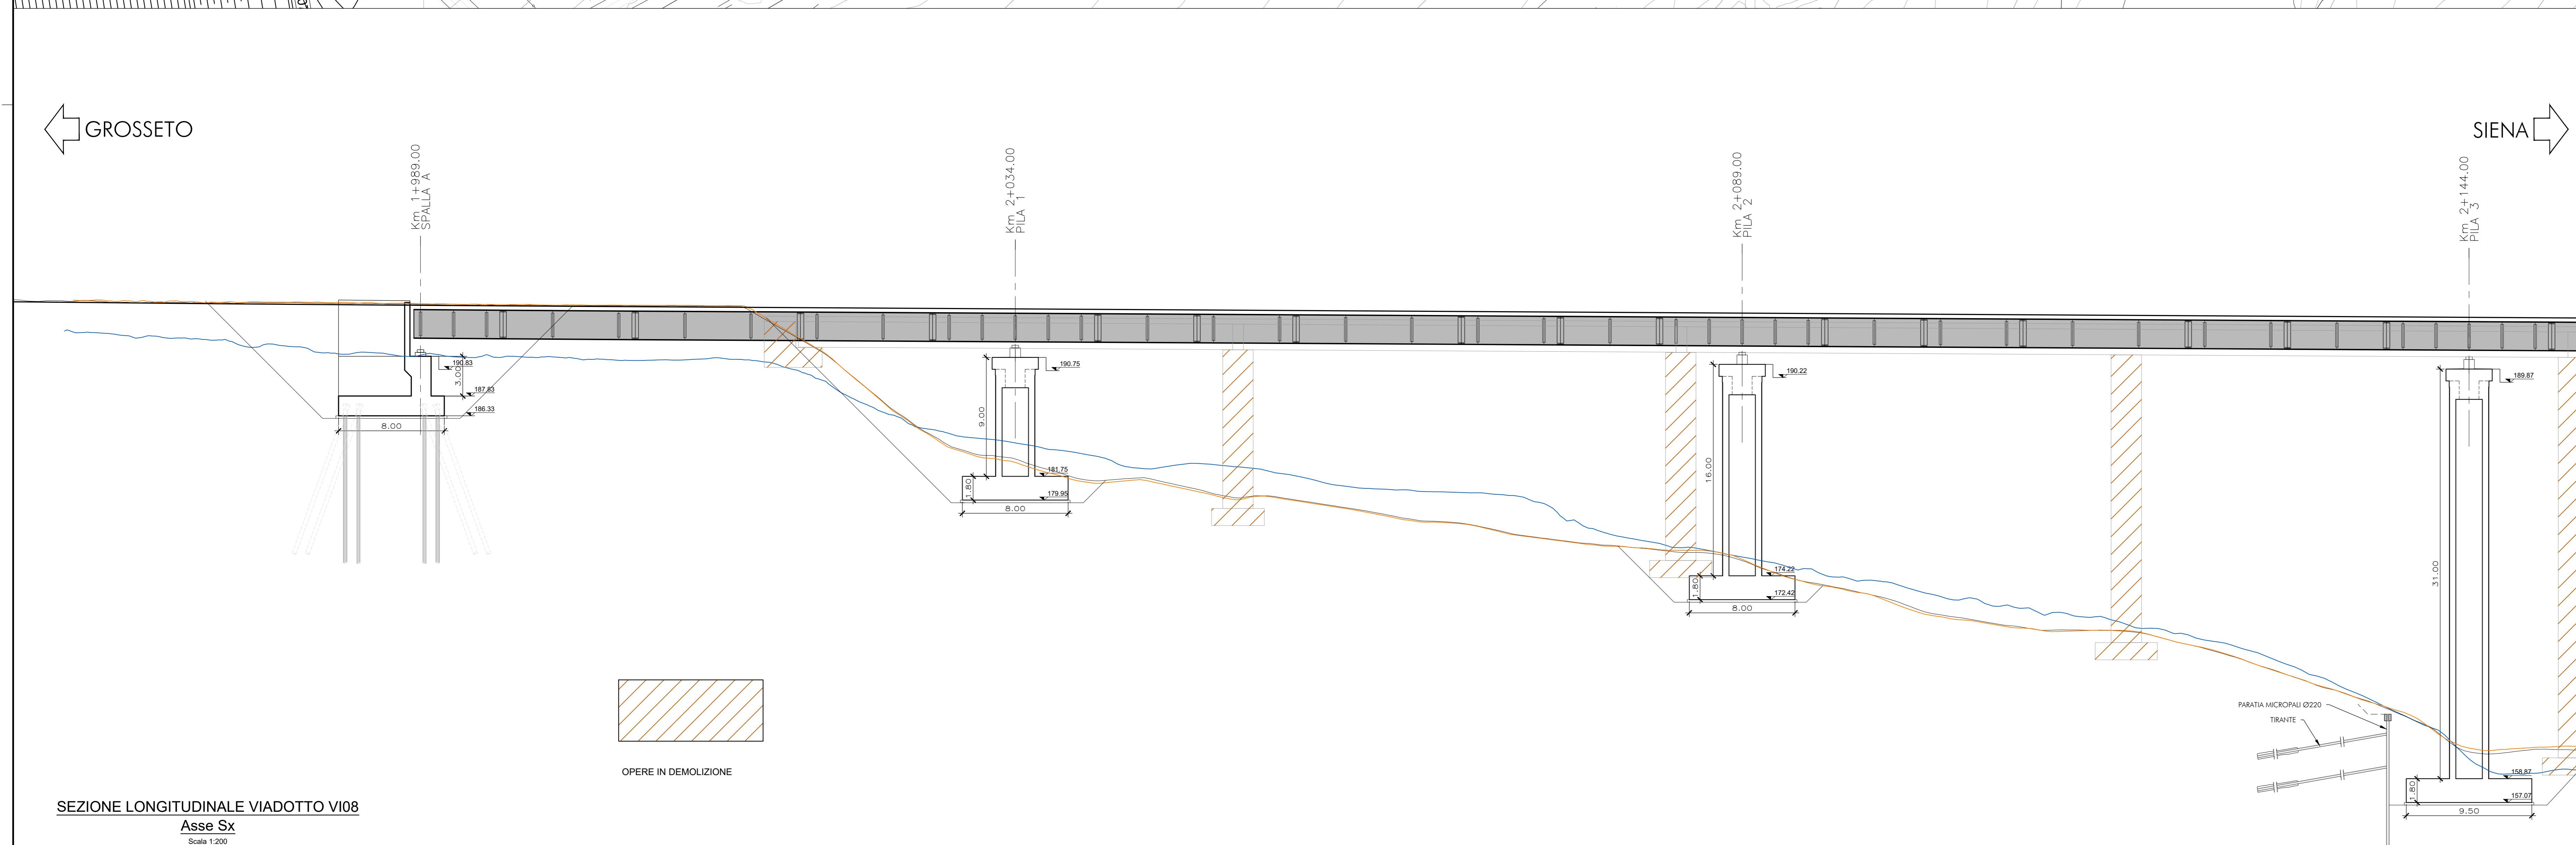 GROSSETO
SIENA
Km 1+989.00
SPALLA A
Km 2+034.00
PILA 1
Km 2+089.00
PILA 2
Km 2+144.00
PILA 3
190.83
3.00
187.83
186.33
8.00
190.75
9.00
181.75
1.80
179.95
8.00
190.22
16.00
174.22
1.80
172.42
8.00
189.87
31.00
158.87
1.80
157.07
9.50
PARATIA MICROPALI Ø220
TIRANTE
OPERE IN DEMOLIZIONE
SEZIONE LONGITUDINALE VIADOTTO VI08
Asse Sx
Scala 1:200